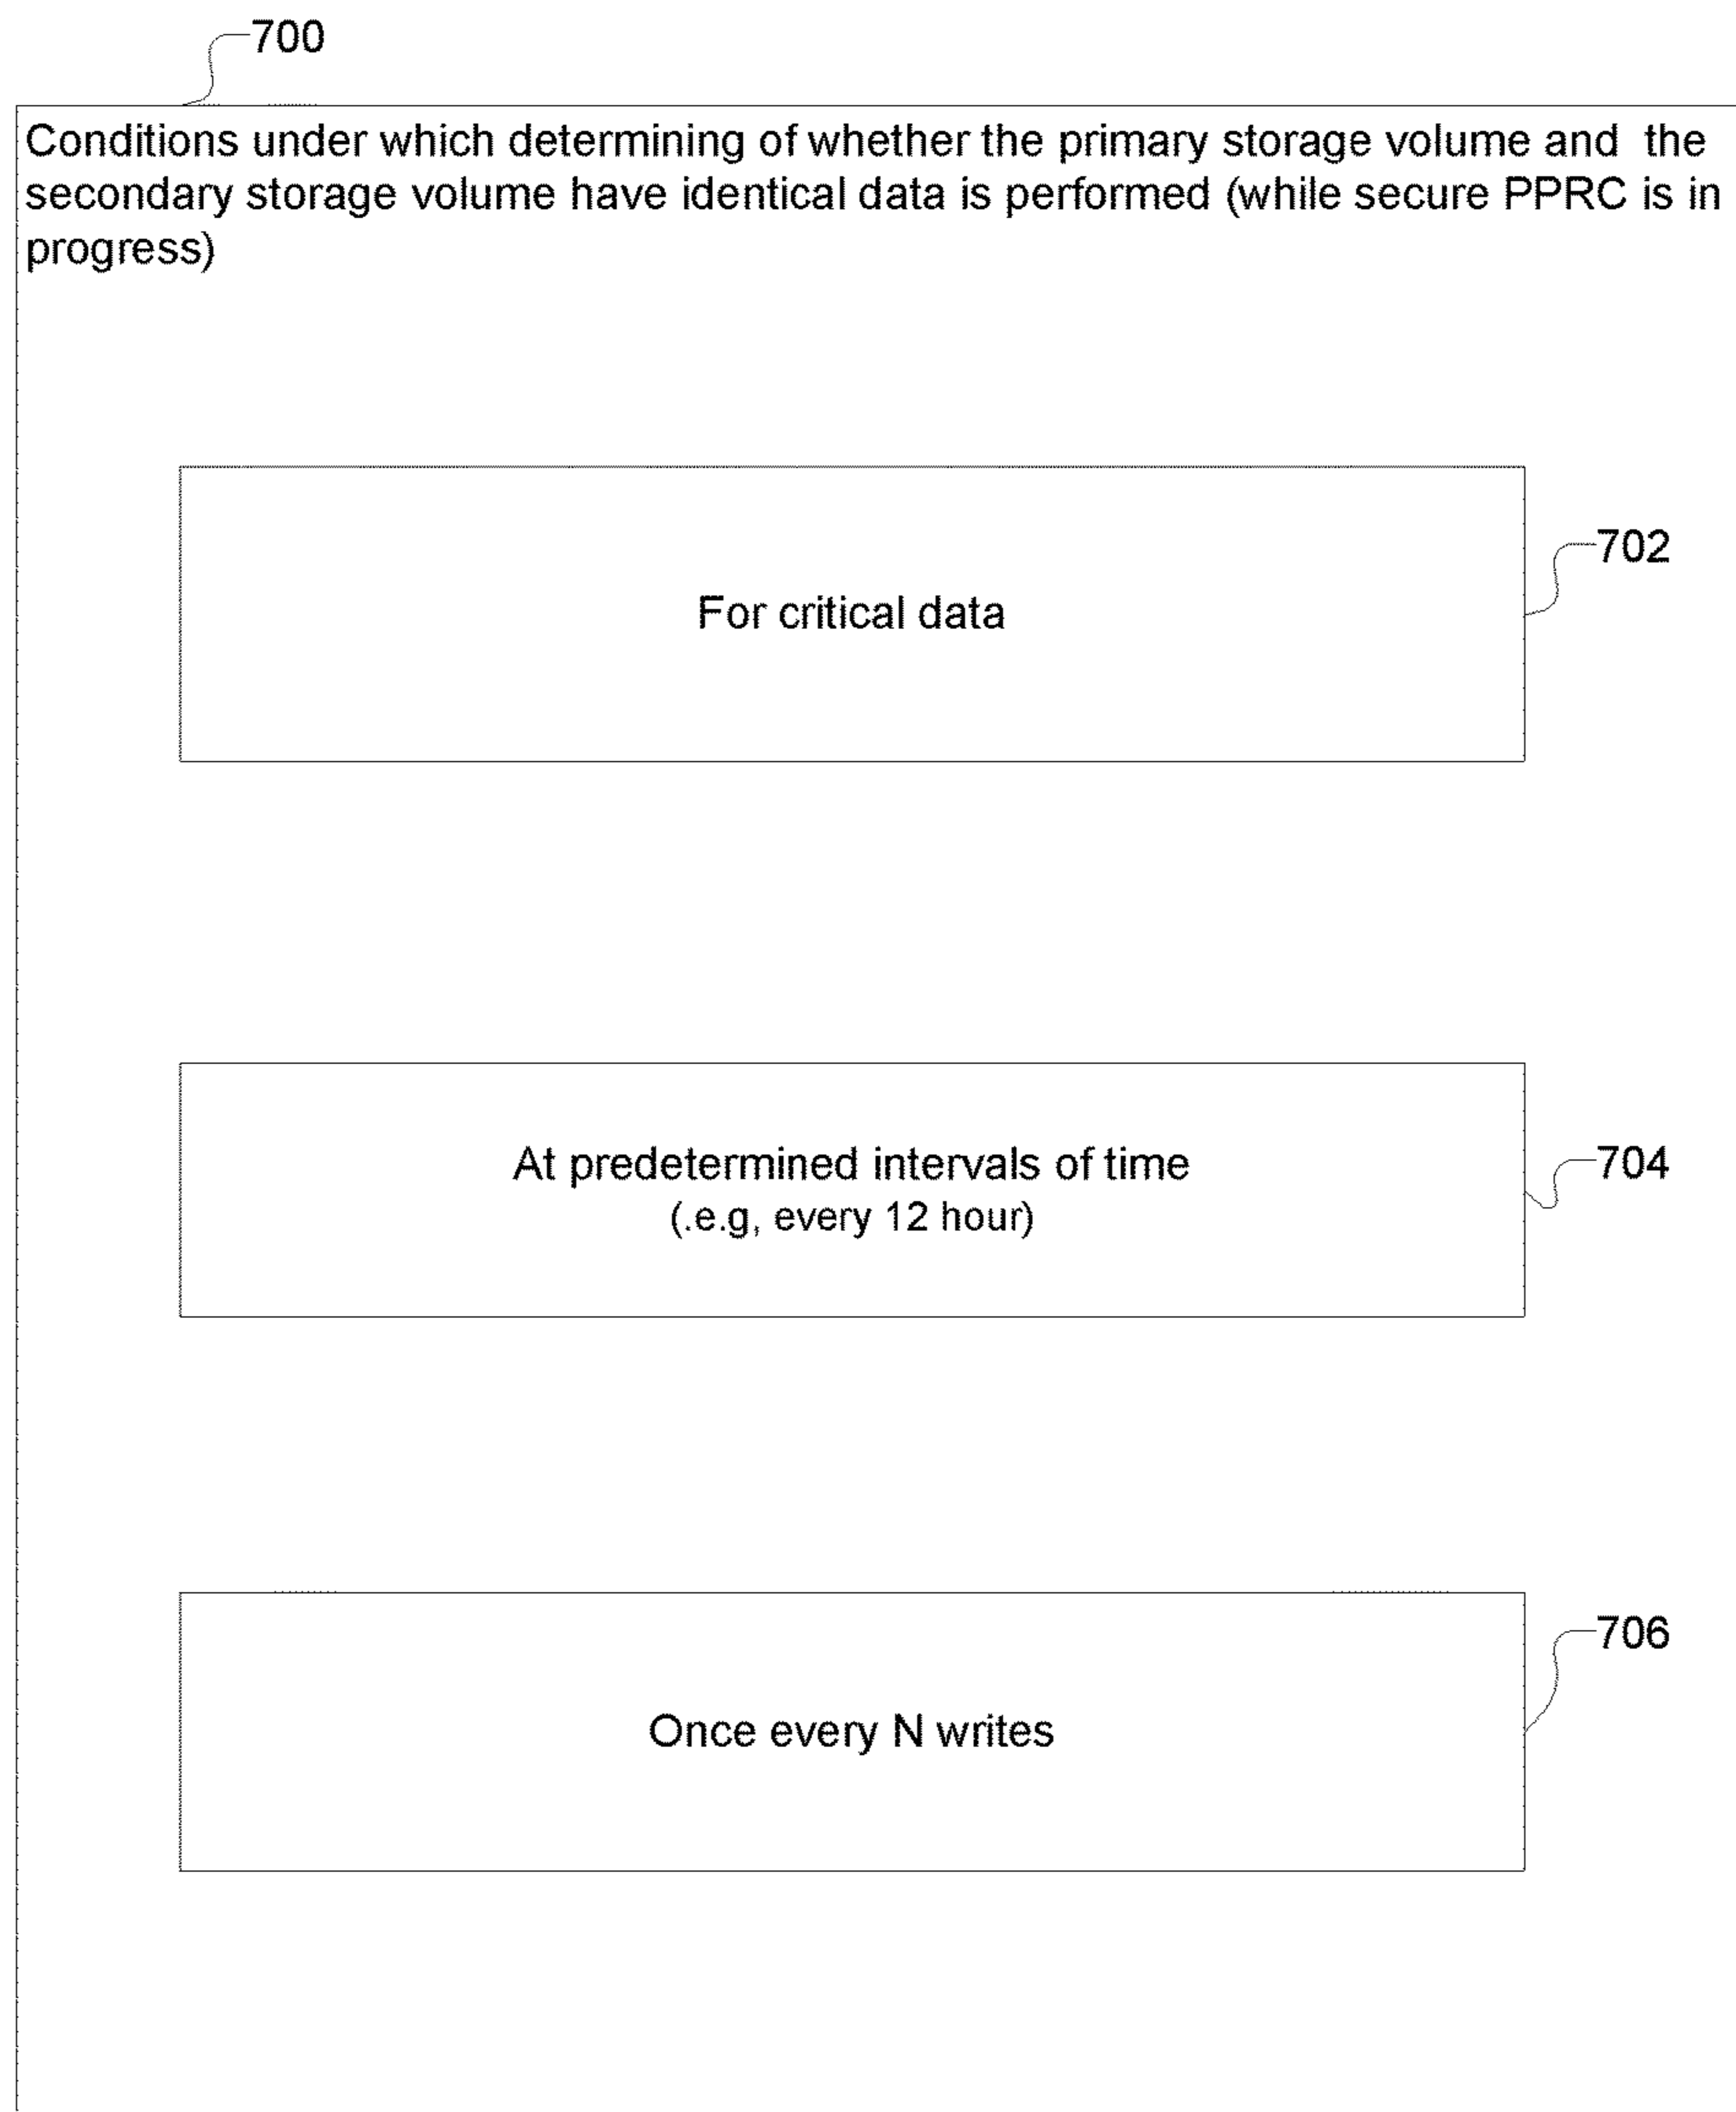 700
Conditions under which determining of whether the primary storage volume and the
secondary storage volume have identical data is performed (while secure PPRC is in
progress)
702
For critical data
704
At predetermined intervals of time
(.e.g, every 12 hour)
706
Once every N writes